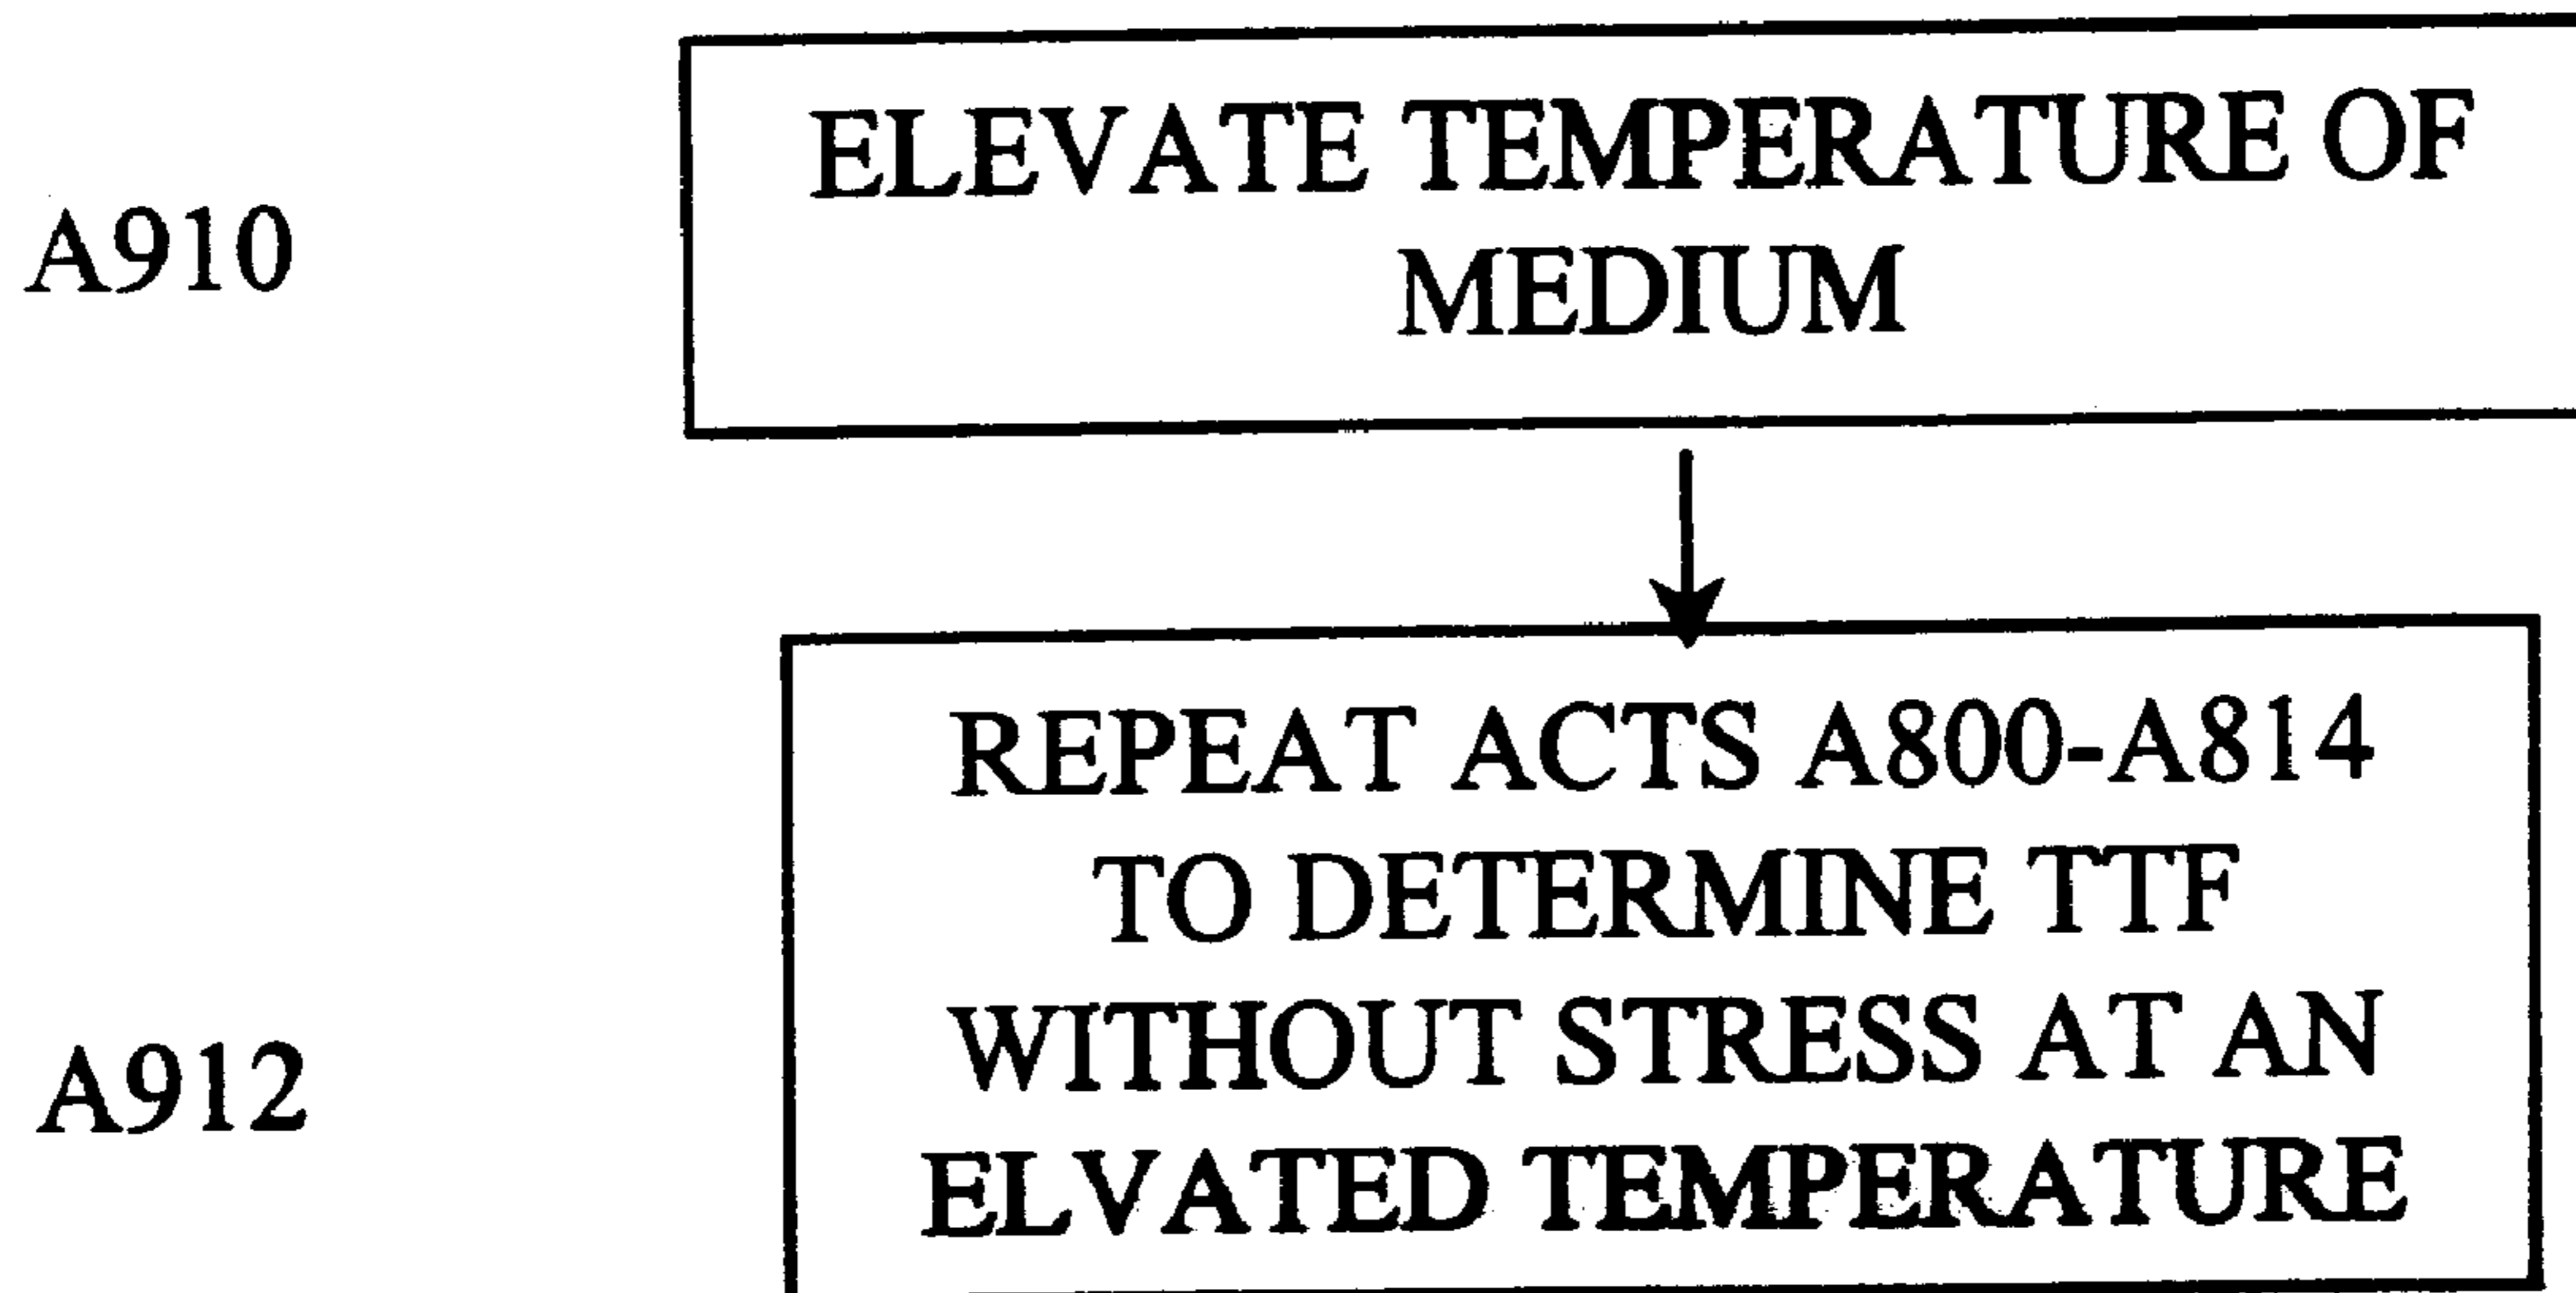 ELEVATE TEMPERATURE OF
MEDIUM
A910
REPEAT ACTS A800-A814
TO DETERMINE TTF
WITHOUT STRESS AT AN
ELVATED TEMPERATURE
A912